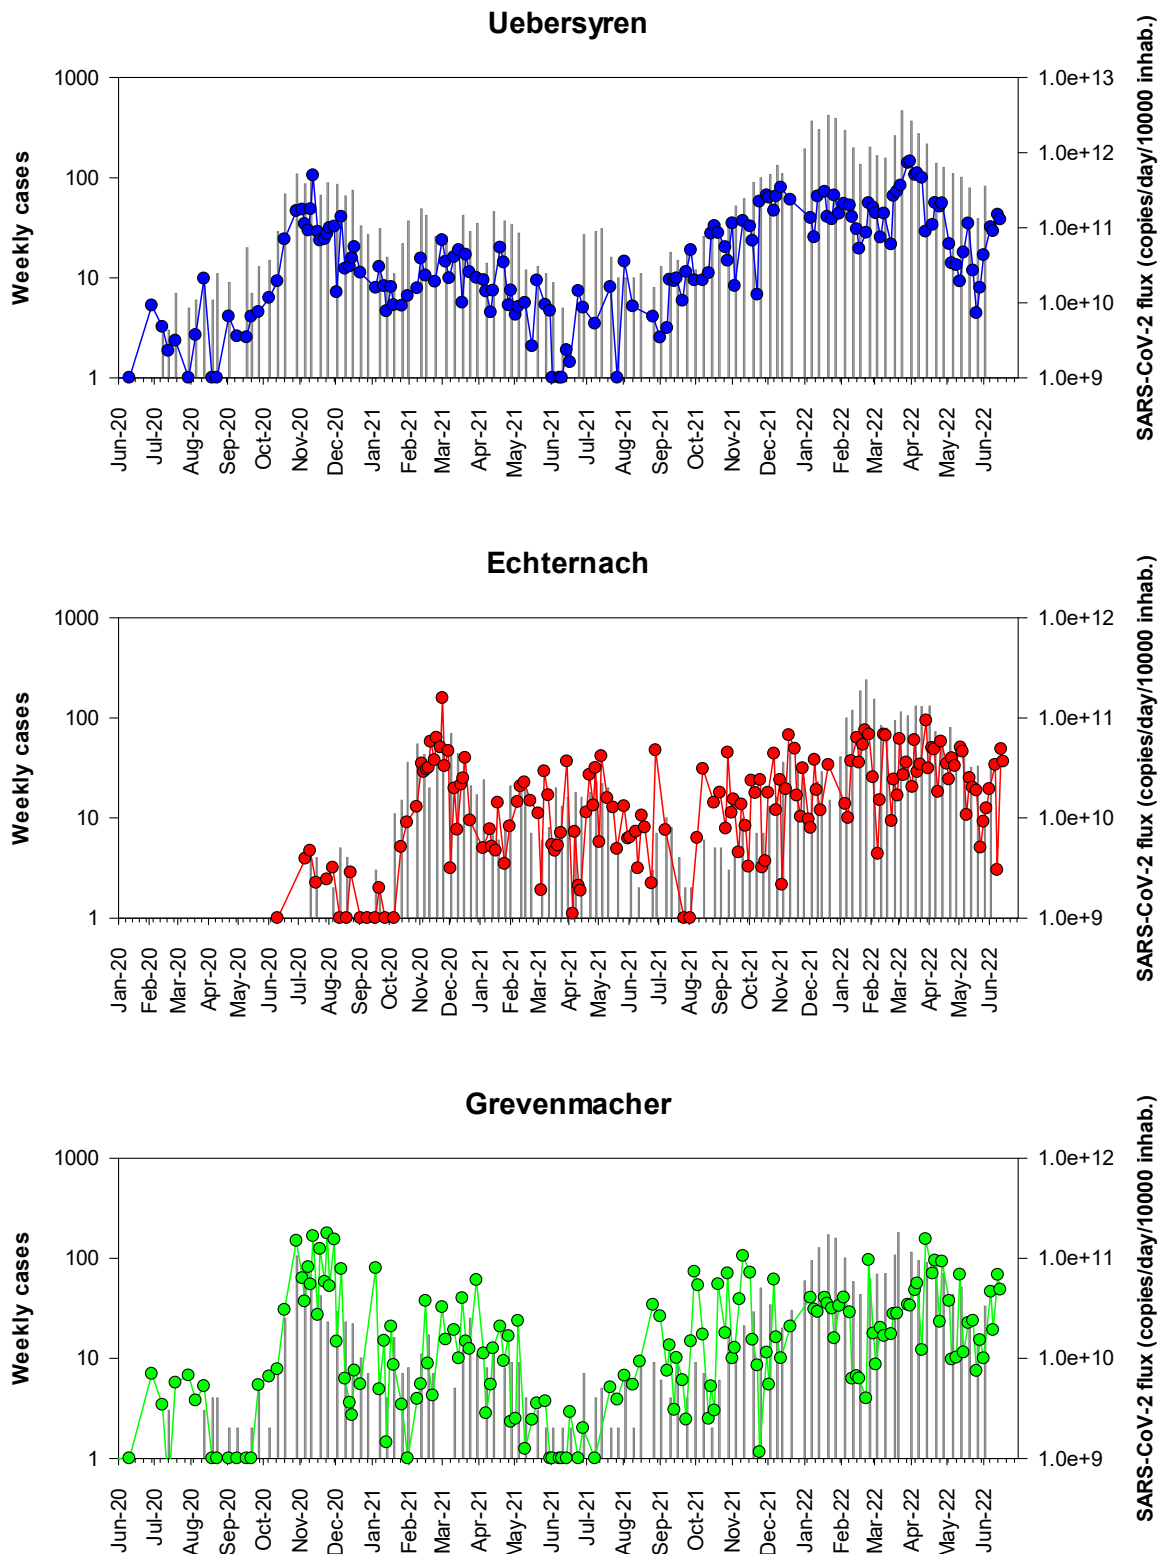 Uebersyren
Weekly cases
SARS-CoV-2 flux (copies/day/10000 inhab.)
1000
100
10
1
1.0e+13
1.0e+12
1.0e+11
1.0e+10
1.0e+9
Jun-20
Jul-20
Aug-20
Sep-20
Oct-20
Nov-20
Dec-20
Jan-21
Feb-21
Mar-21
Apr-21
May-21
Jun-21
Jul-21
Aug-21
Sep-21
Oct-21
Nov-21
Dec-21
Jan-22
Feb-22
Mar-22
Apr-22
May-22
Jun-22
Echternach
Weekly cases
SARS-CoV-2 flux (copies/day/10000 inhab.)
1000
100
10
1
1.0e+12
1.0e+11
1.0e+10
1.0e+9
Jan-20
Feb-20
Mar-20
Apr-20
May-20
Jun-20
Jul-20
Aug-20
Sep-20
Oct-20
Nov-20
Dec-20
Jan-21
Feb-21
Mar-21
Apr-21
May-21
Jun-21
Jul-21
Aug-21
Sep-21
Oct-21
Nov-21
Dec-21
Jan-22
Feb-22
Mar-22
Apr-22
May-22
Jun-22
Grevenmacher
Weekly cases
SARS-CoV-2 flux (copies/day/10000 inhab.)
1000
100
10
1
1.0e+12
1.0e+11
1.0e+10
1.0e+9
Jun-20
Jul-20
Aug-20
Sep-20
Oct-20
Nov-20
Dec-20
Jan-21
Feb-21
Mar-21
Apr-21
May-21
Jun-21
Jul-21
Aug-21
Sep-21
Oct-21
Nov-21
Dec-21
Jan-22
Feb-22
Mar-22
Apr-22
May-22
Jun-22